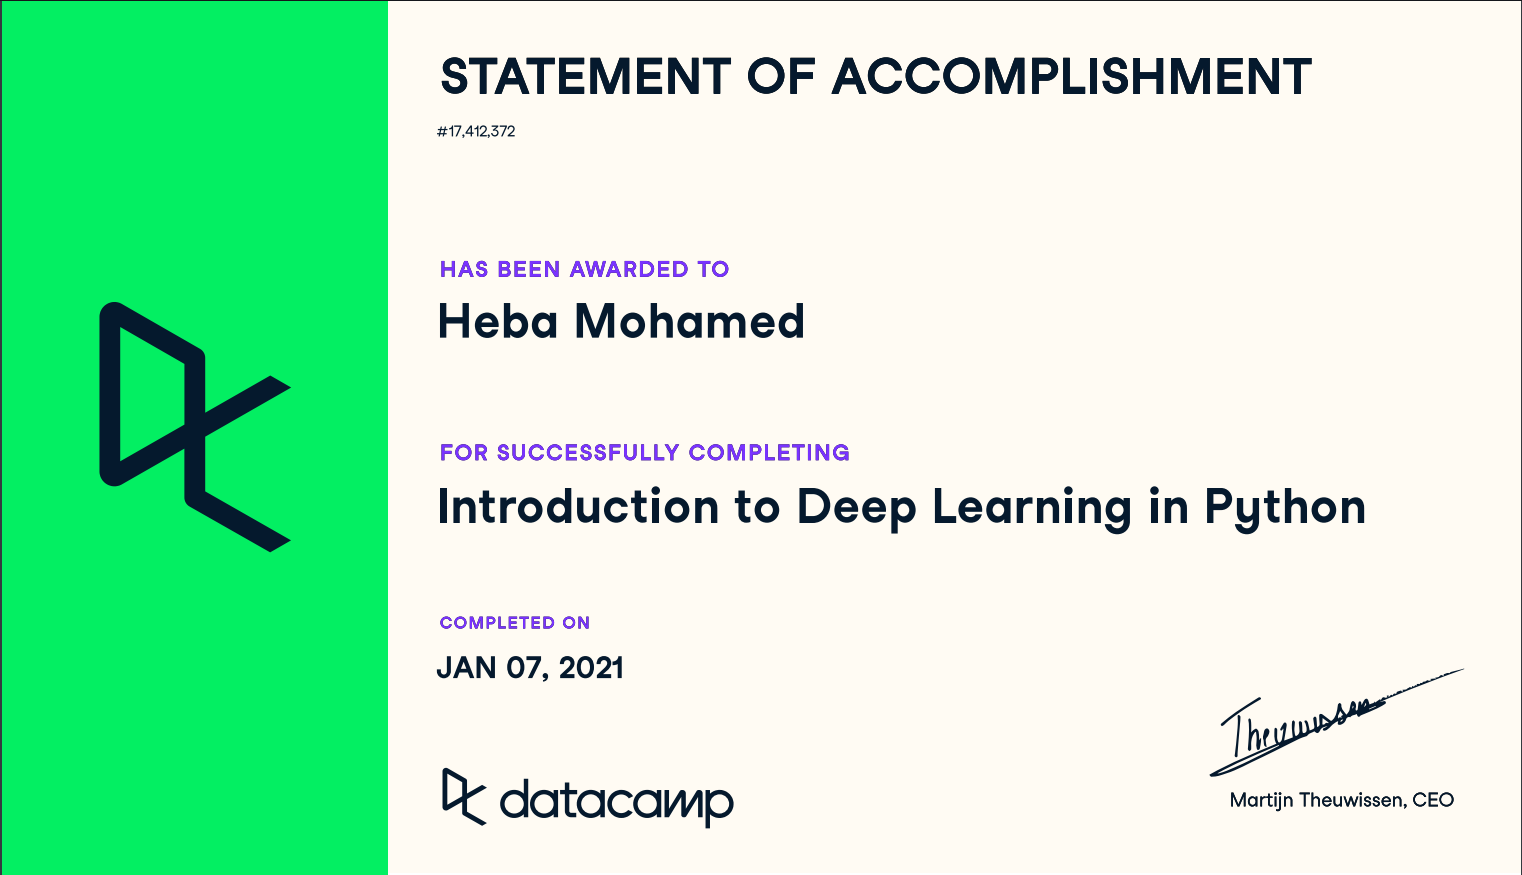 STATEMENT OF ACCOMPLISHMENT
#17,412,372
HAS BEEN AWARDED TO
Heba Mohamed
FOR SUCCESSFULLY COMPLETING
Introduction to Deep Learning in Python
COMPLETED ON
JAN 07, 2021
Theuwissen
datacamp
Martijn Theuwissen, CEO